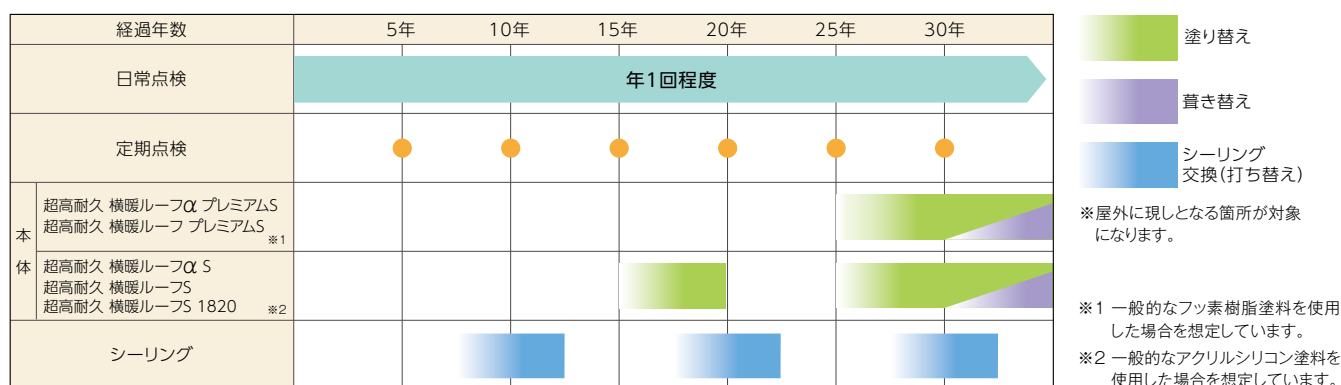 経過年数 5年 10年 15年 20年 25年 30年
日常点検 年1回程度
定期点検
本体
超高耐久 横暖ルーフα プレミアムS
超高耐久 横暖ルーフ プレミアムS
※1
超高耐久 横暖ルーフα S
超高耐久 横暖ルーフS
超高耐久 横暖ルーフS 1820 ※2
シーリング
塗り替え
葺き替え
シーリング
交換(打ち替え)
※屋外に現しとなる箇所が対象
になります。
※1 一般的なフッ素樹脂塗料を使用
した場合を想定しています。
※2 一般的なアクリルシリコン塗料を
使用した場合を想定しています。